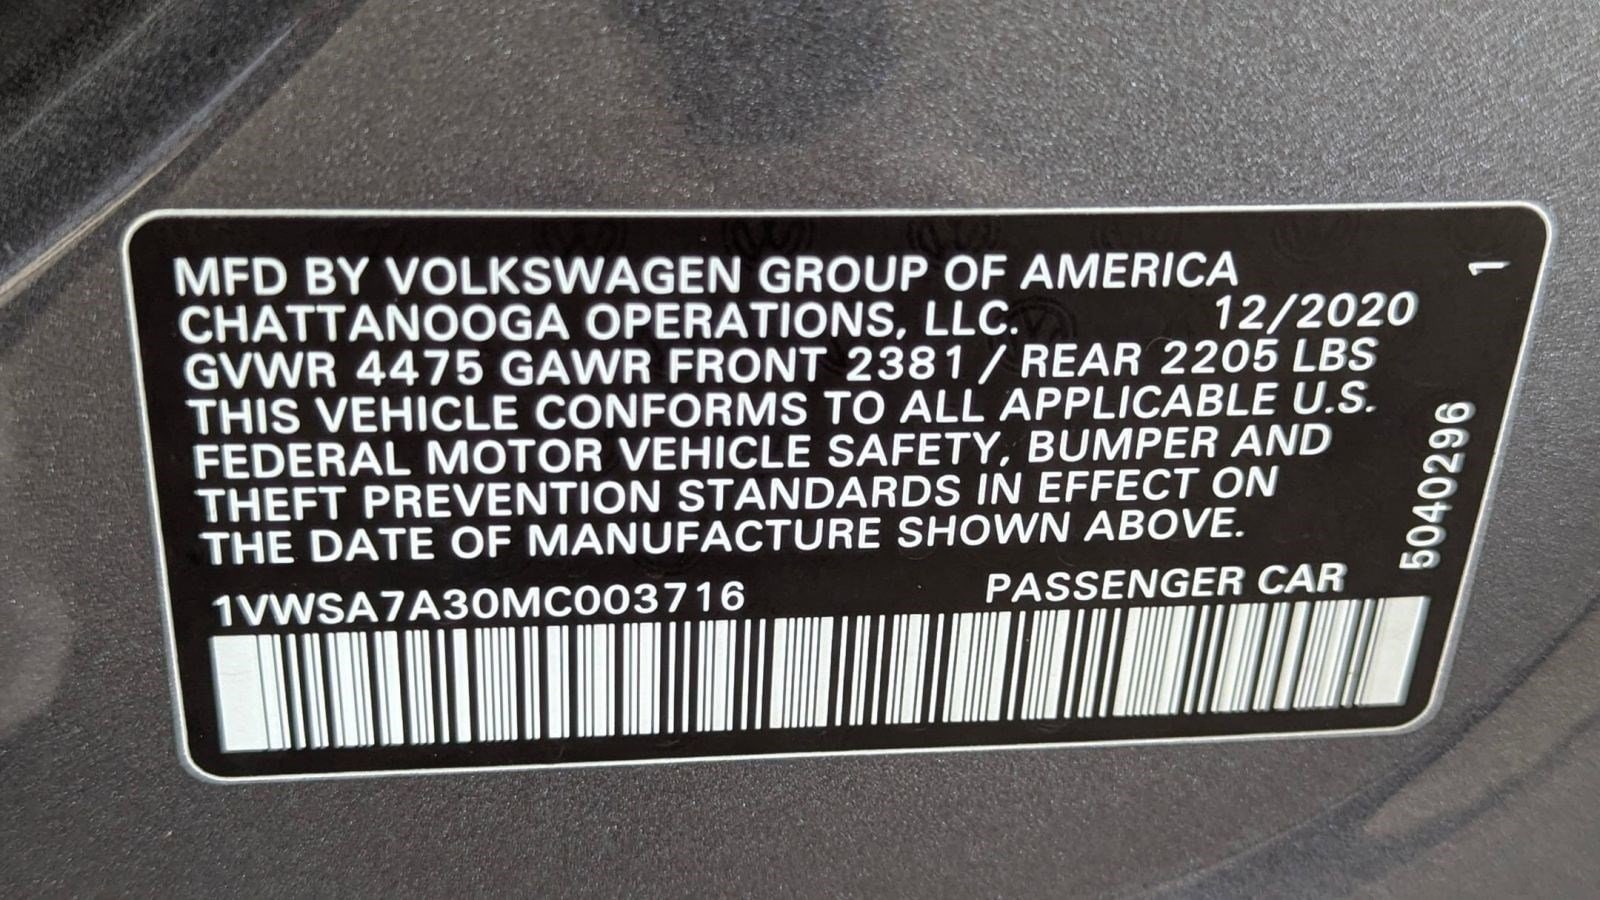 MFD BY VOLKSWAGEN GROUP OF AMERICA
CHATTANOOGA OPERATIONS, LLC. 12/2020
GVWR 4475 GAWR FRONT 2381 / REAR 2205 LBS
THIS VEHICLE CONFORMS TO ALL APPLICABLE U.S.
FEDERAL MOTOR VEHICLE SAFETY, BUMPER AND
THEFT PREVENTION STANDARDS IN EFFECT ON
THE DATE OF MANUFACTURE SHOWN ABOVE.
1VWSA7A30MC003716 PASSENGER CAR
5040296 1